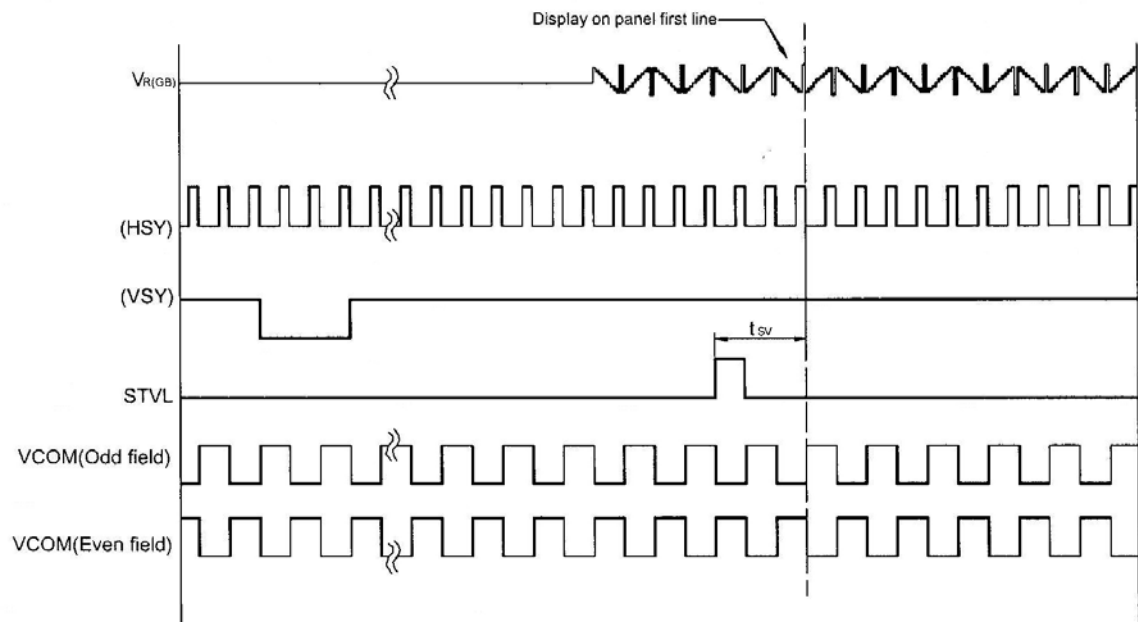 Display on panel first line
VR(GB)
(HSY)
(VSY)
tSV
STVL
VCOM(Odd field)
VCOM(Even field)